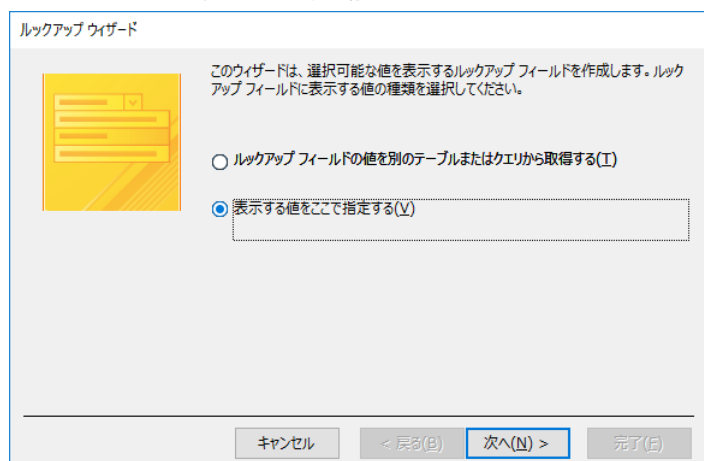 ルックアップ ウィザード
このウィザードは、選択可能な値を表示するルックアップ フィールドを作成します。ルック
アップ フィールドに表示する値の種類を選択してください。
ルックアップ フィールドの値を別のテーブルまたはクエリから取得する(T)
表示する値をここで指定する(V)
キャンセル
< 戻る(B)
次へ(N) >
完了(F)